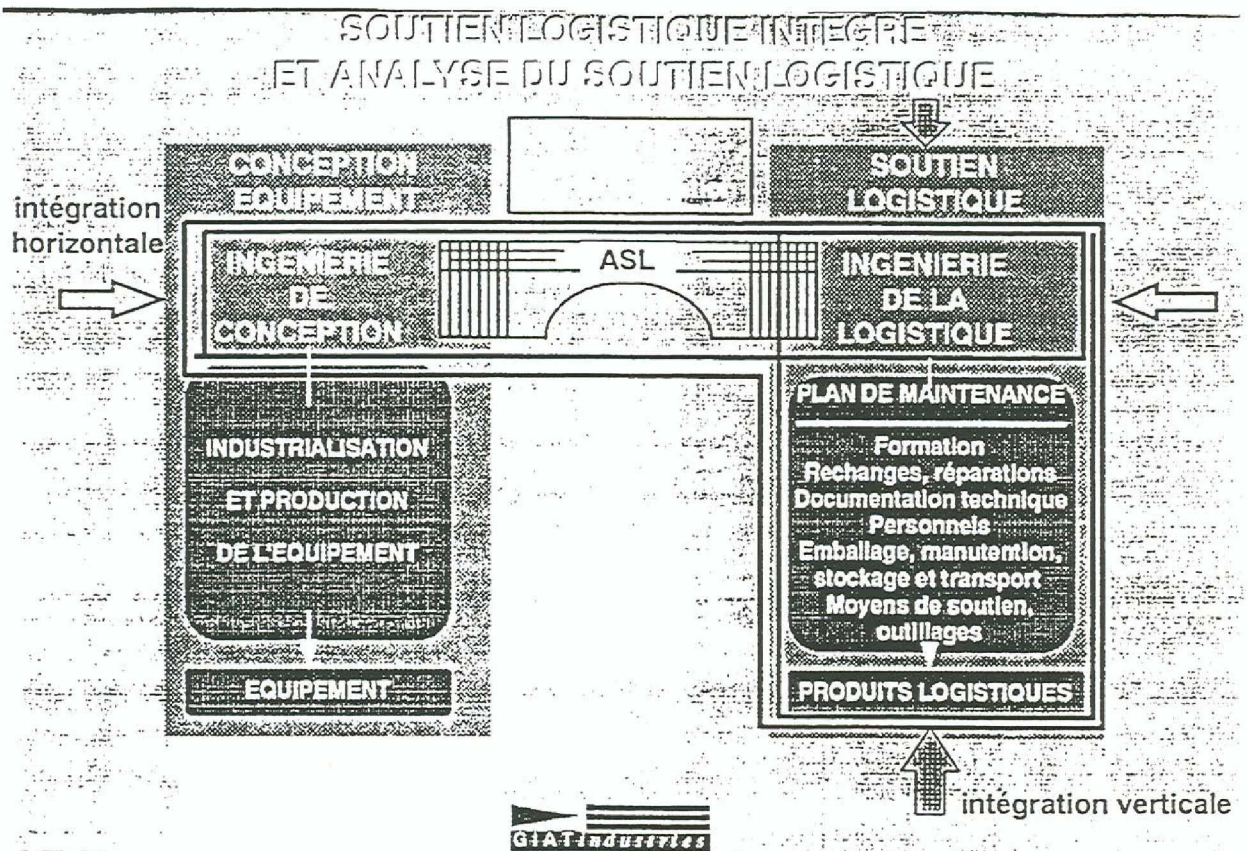 SOUTIEN LOGISTIQUE INTEGRE
ET ANALYSE DU SOUTIEN LOGISTIQUE
CONCEPTION
EQUIPEMENT
SOUTIEN
LOGISTIQUE
intégration
horizontale
INGENIERIE
DE
CONCEPTION
ASL
INGENIERIE
DE LA
LOGISTIQUE
INDUSTRIALISATION
ET PRODUCTION
DE L'EQUIPEMENT
EQUIPEMENT
PLAN DE MAINTENANCE
Formation
Rechanges, réparations
Documentation technique
Personnels
Emballage, manutention,
stockage et transport
Moyens de soutien,
outillages
PRODUITS LOGISTIQUES
intégration verticale
GIAT industries